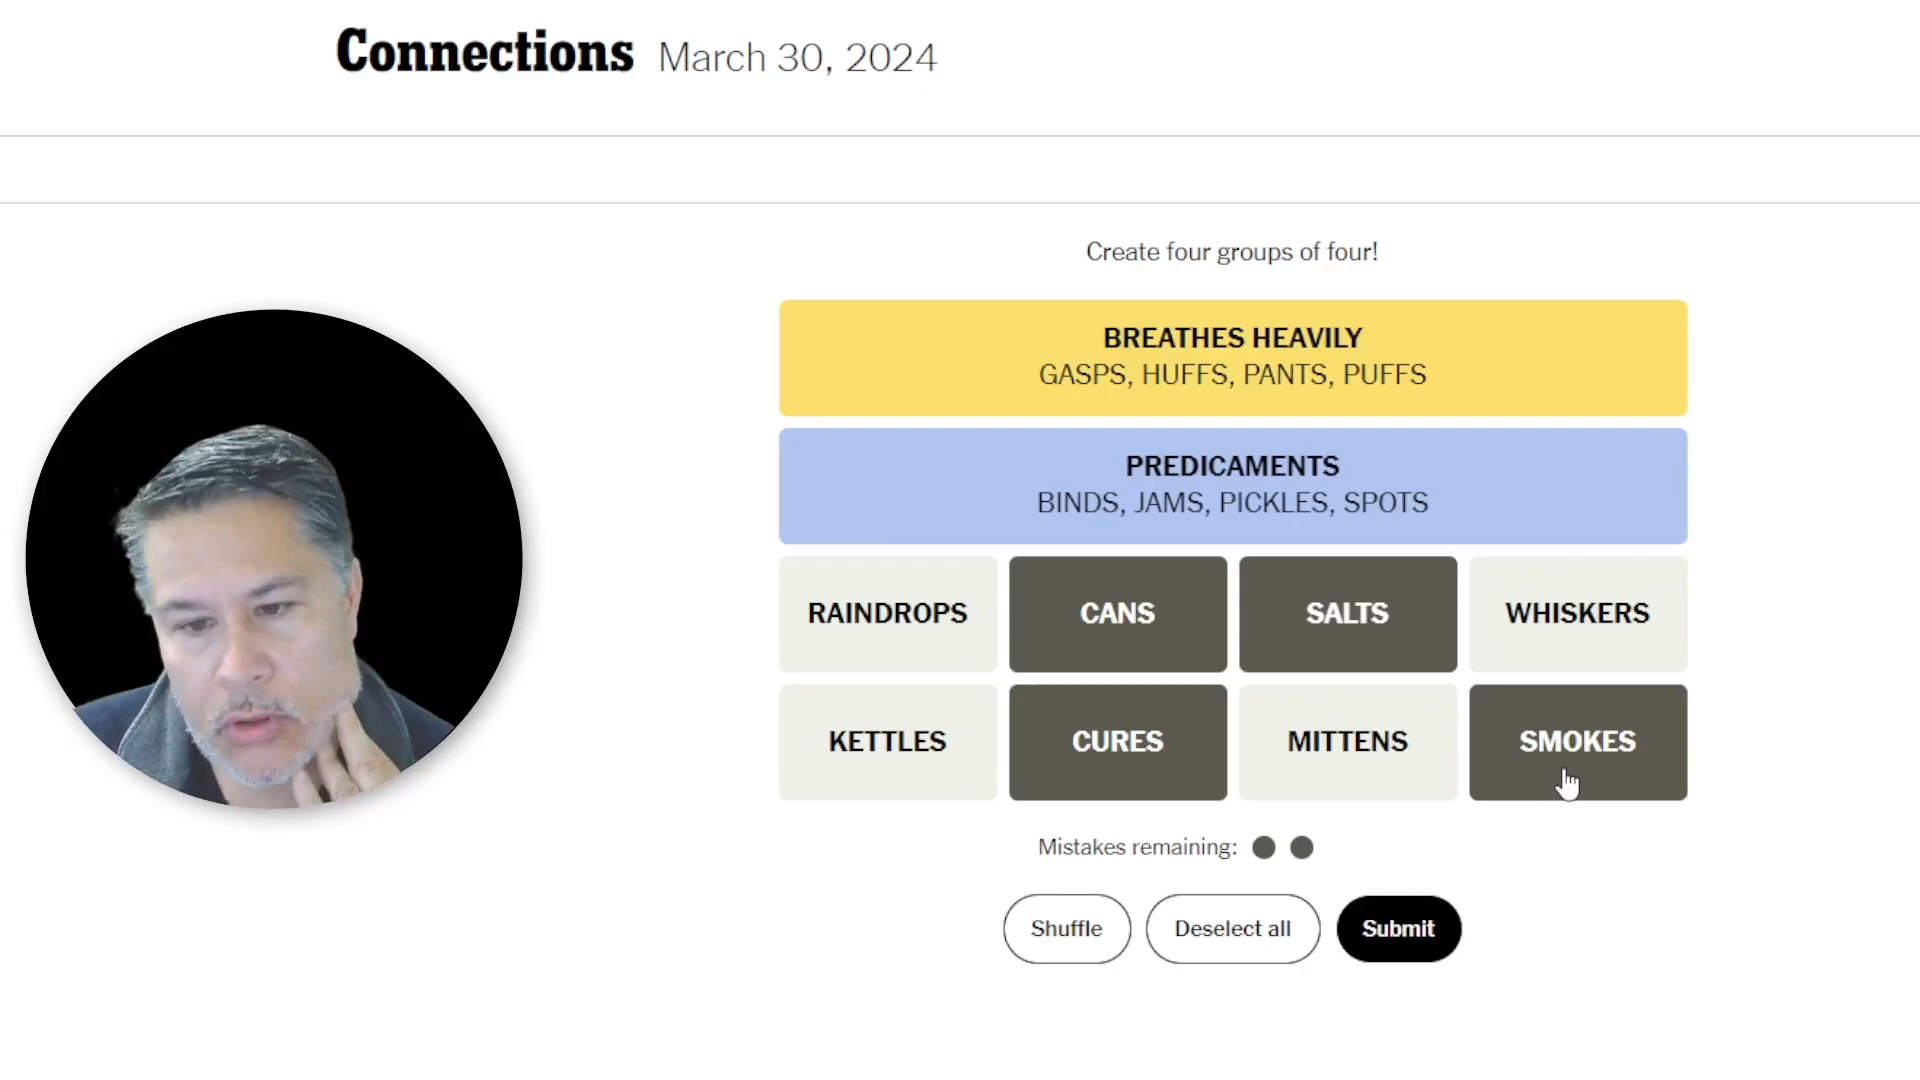 Connections March 30, 2024
Create four groups of four!
BREATHES HEAVILY
GASPS, HUFFS, PANTS, PUFFS
PREDICAMENTS
BINDS, JAMS, PICKLES, SPOTS
RAINDROPS CANS SALTS WHISKERS
KETTLES CURES MITTENS SMOKES
Mistakes remaining:
Shuffle Deselect all Submit